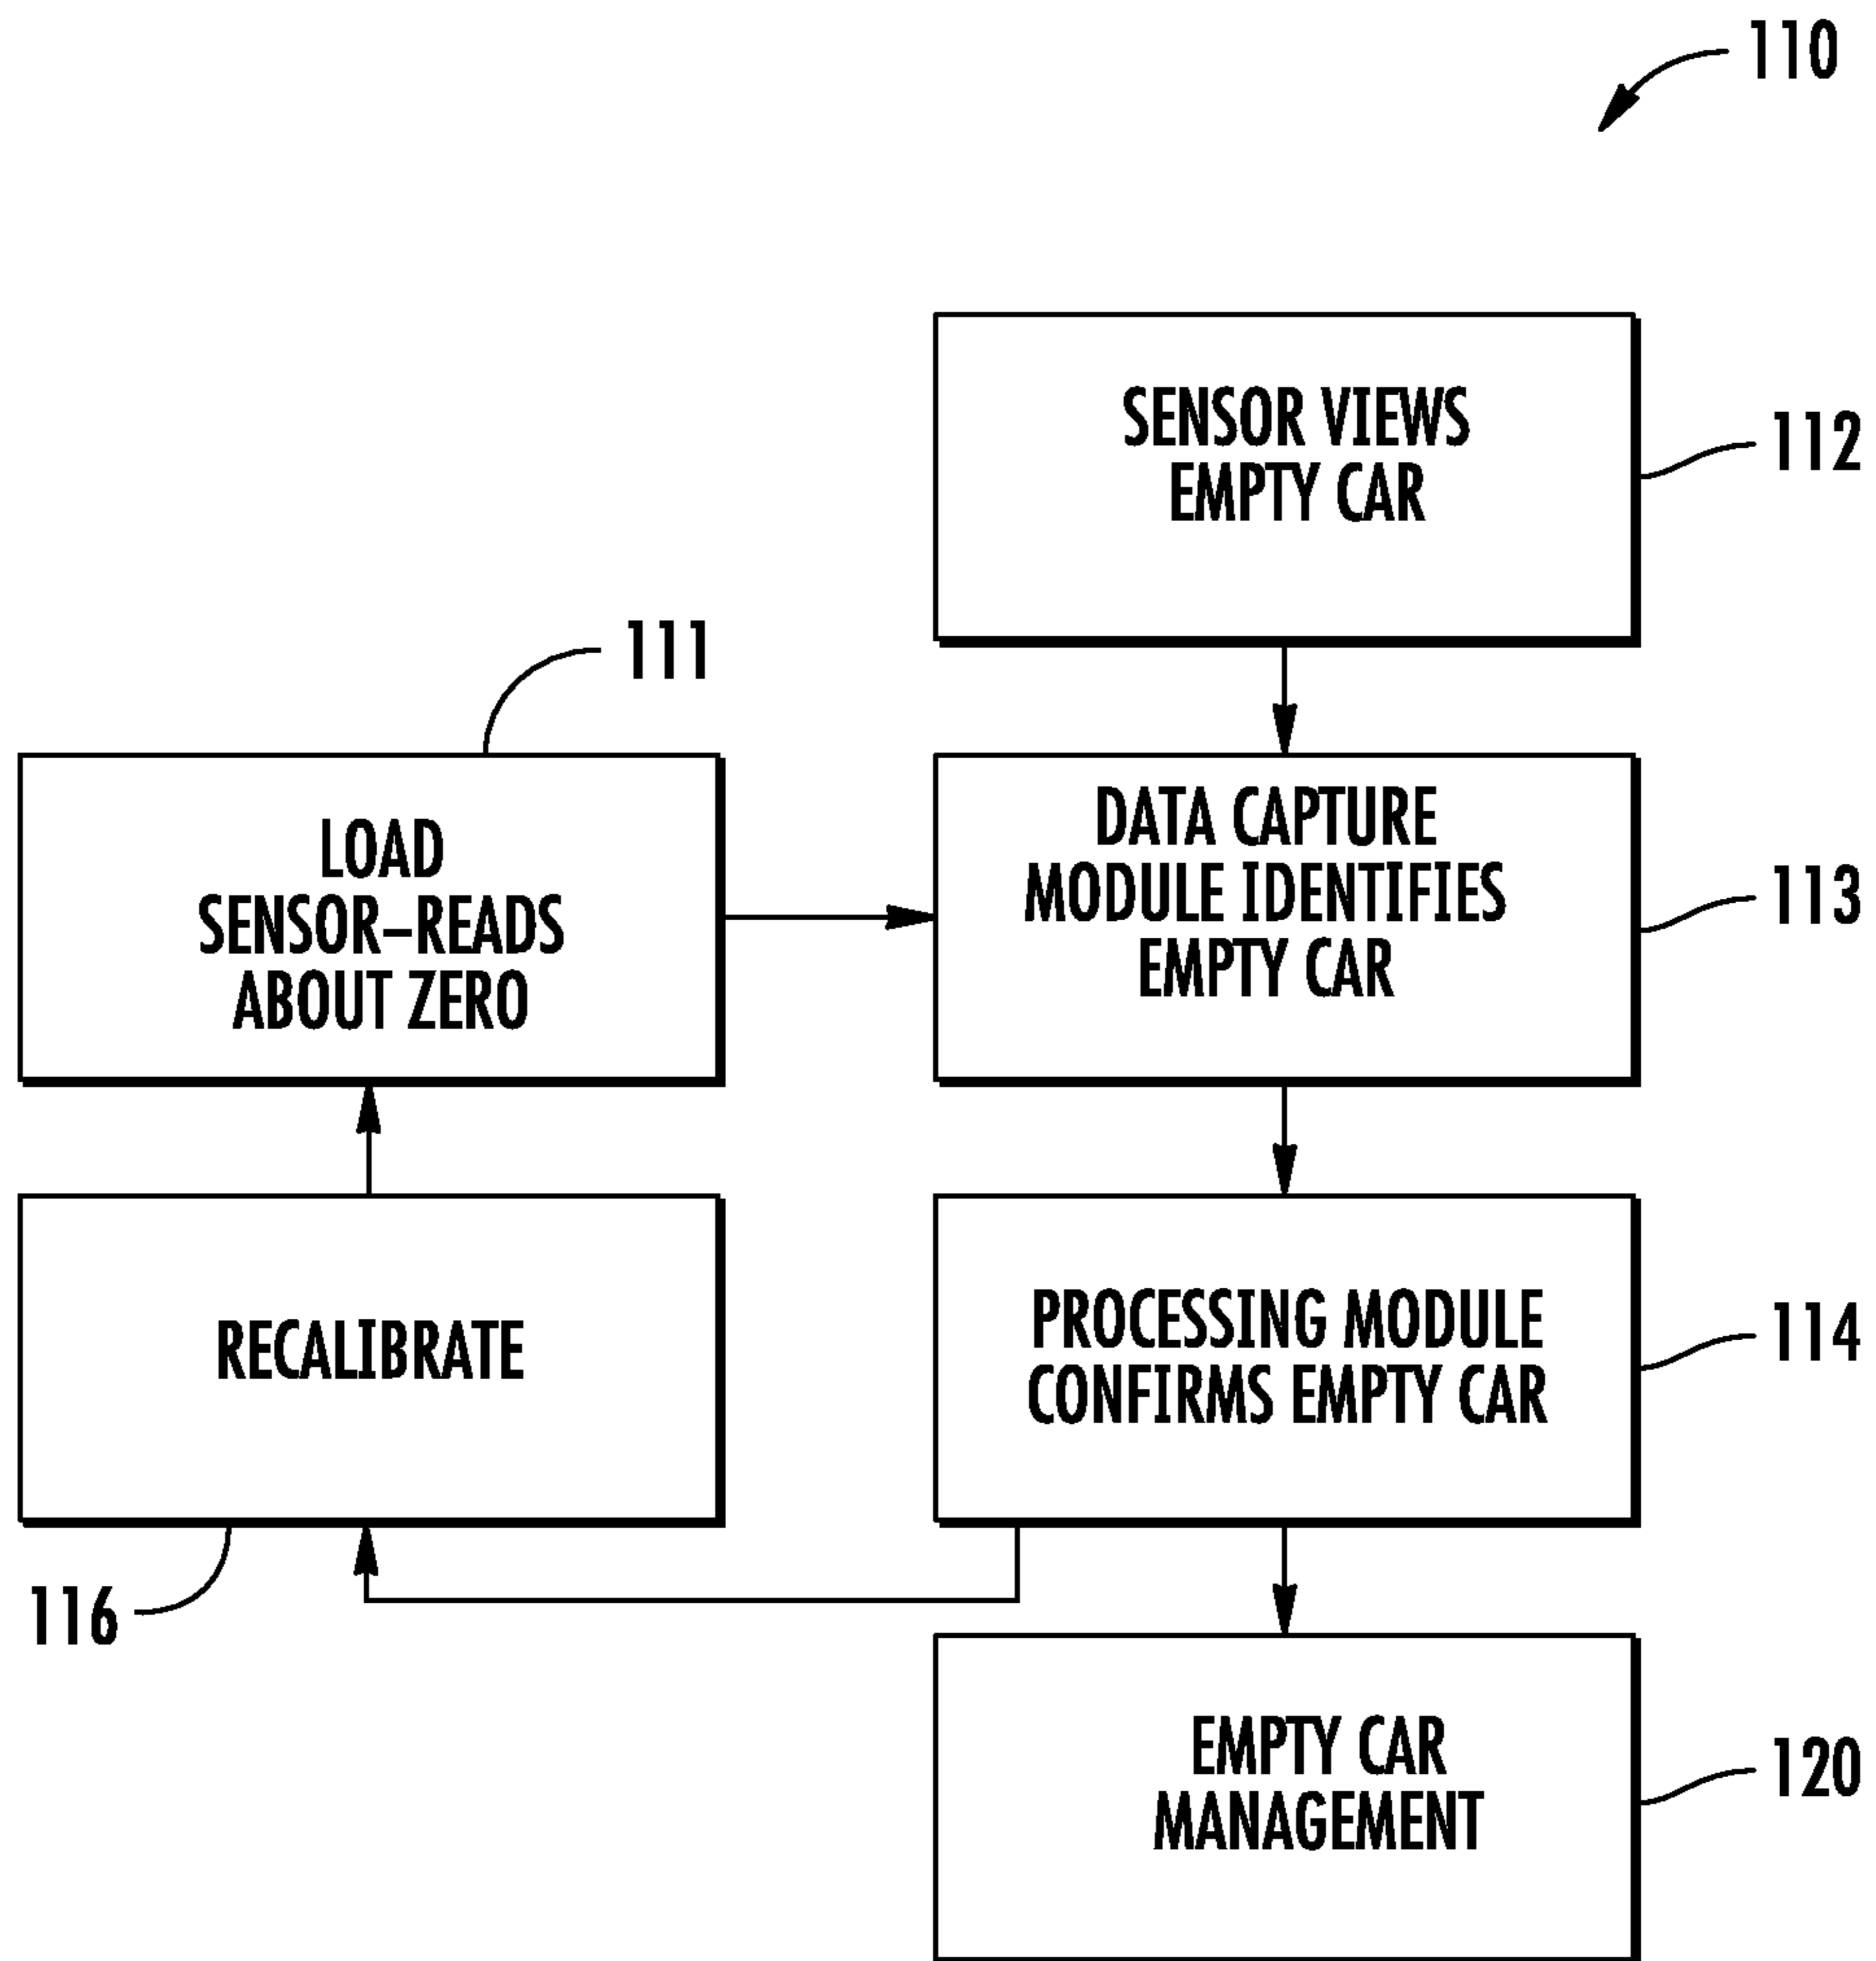 110
SENSOR VIEWS
EMPTY CAR
112
111
LOAD
SENSOR–READS
ABOUT ZERO
DATA CAPTURE
MODULE IDENTIFIES
EMPTY CAR
113
RECALIBRATE
116
PROCESSING MODULE
CONFIRMS EMPTY CAR
114
EMPTY CAR
MANAGEMENT
120